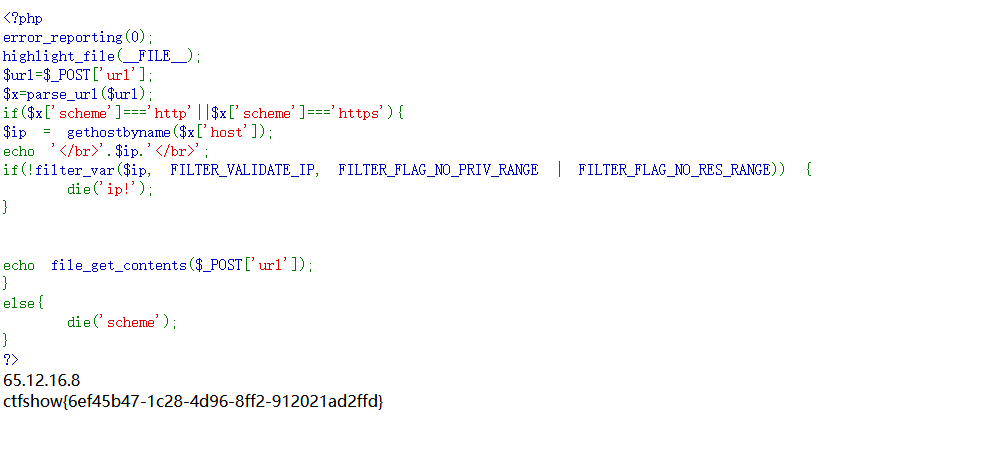 <?php
error_reporting(0);
highlight_file(__FILE__);
$url=$_POST['url'];
$x=parse_url($url);
if($x['scheme']==='http'||$x['scheme']==='https'){
$ip = gethostbyname($x['host']);
echo '</br>'.$ip.'</br>';
if(!filter_var($ip, FILTER_VALIDATE_IP, FILTER_FLAG_NO_PRIV_RANGE | FILTER_FLAG_NO_RES_RANGE)) {
    die('ip!');
}
echo file_get_contents($_POST['url']);
}
else{
    die('scheme');
}
?>
65.12.16.8
ctfshow{6ef45b47-1c28-4d96-8ff2-912021ad2ffd}